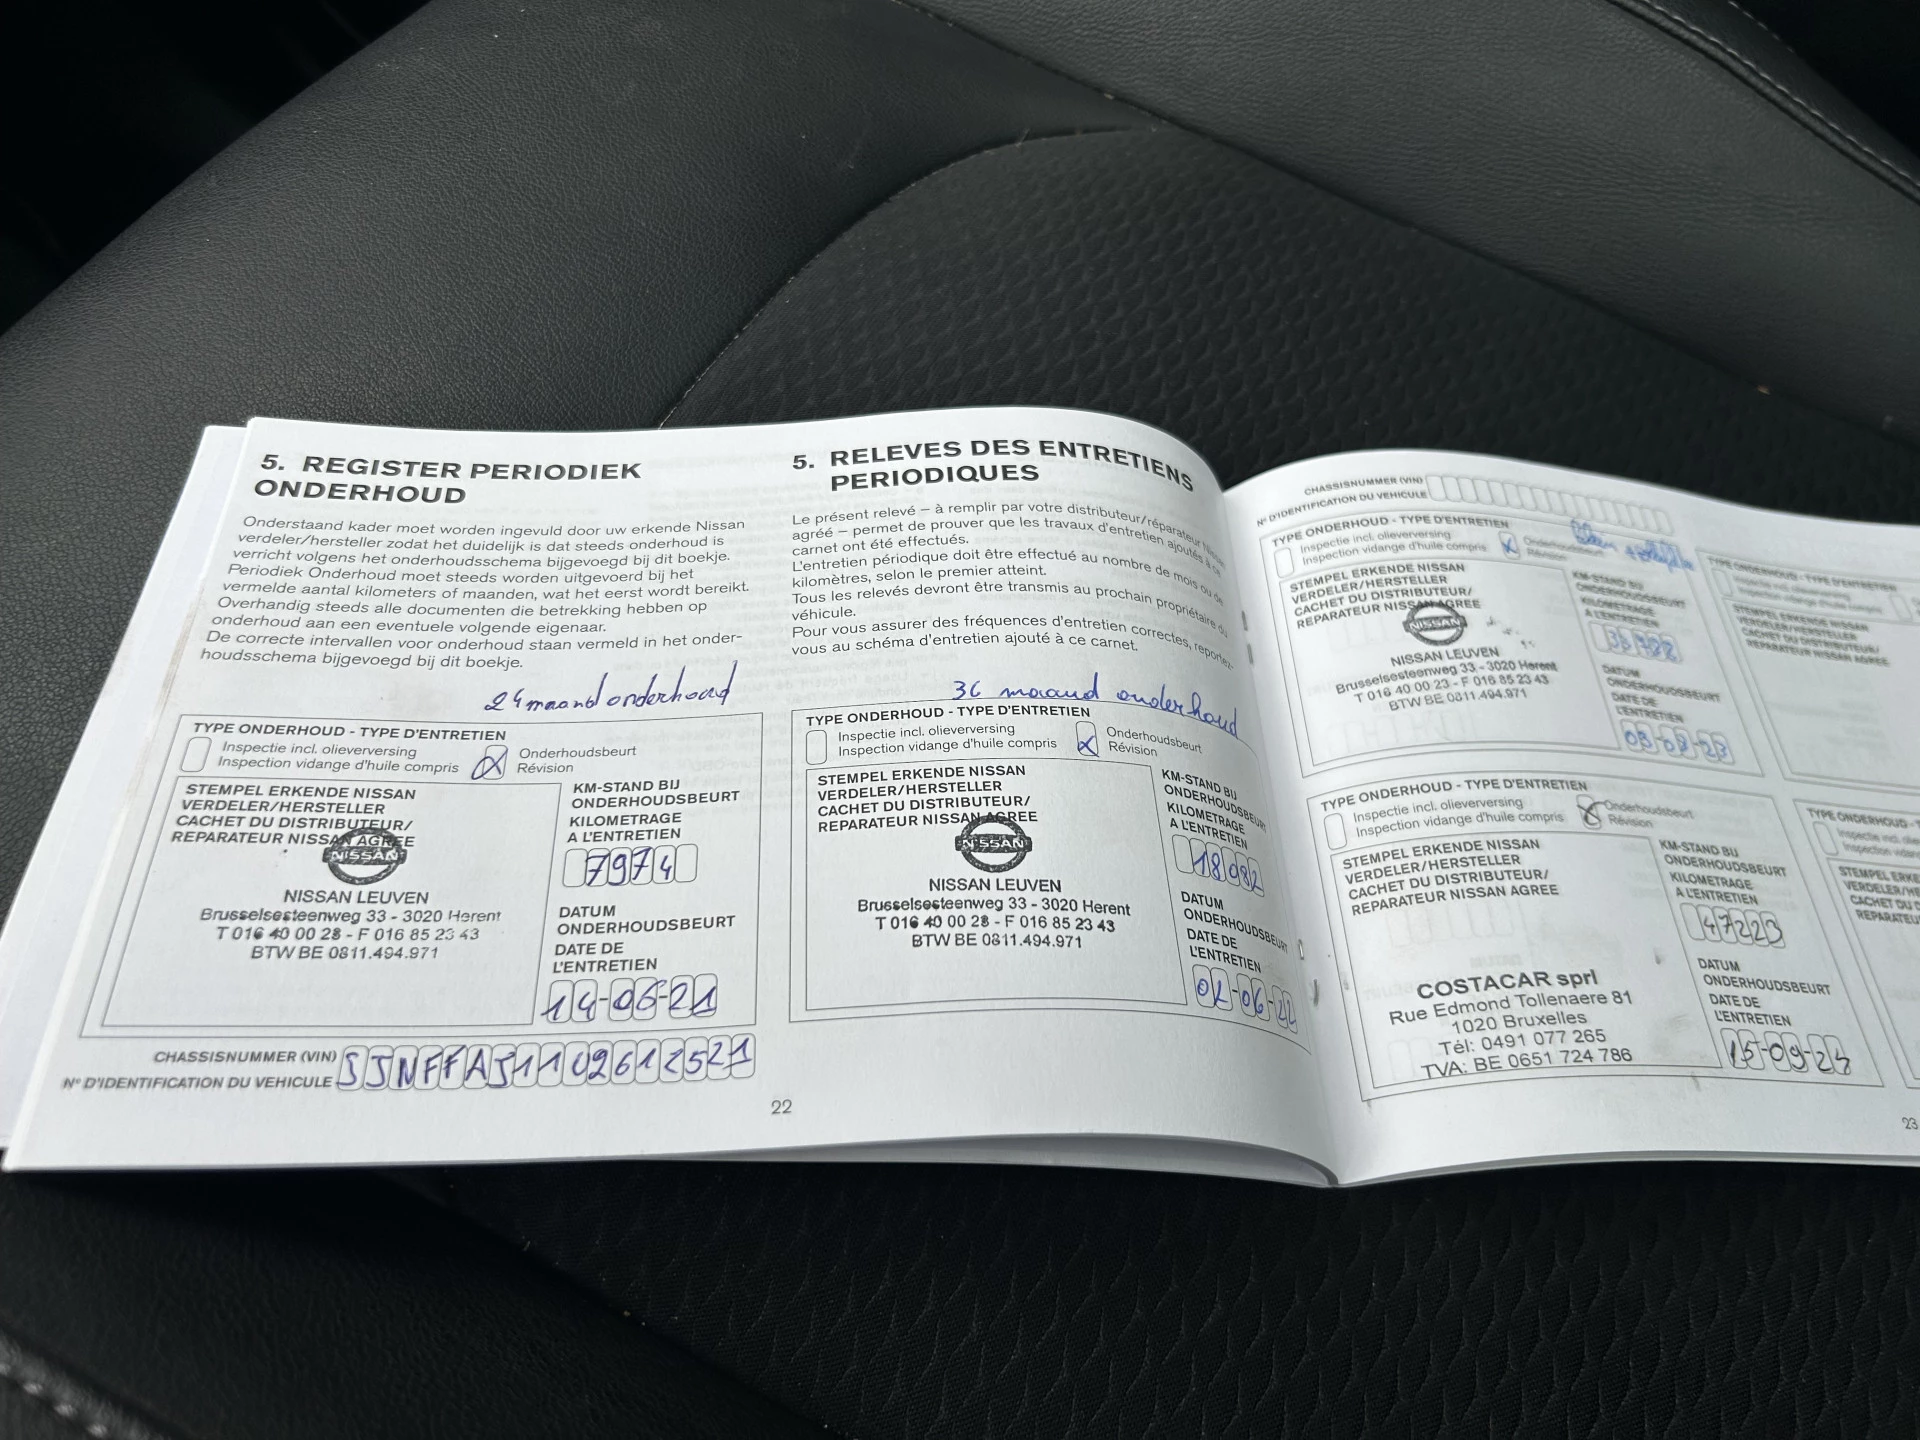 5. REGISTER PERIODIEK
ONDERHOUD
Onderstaand kader moet worden ingevuld door uw erkende Nissan
verdeler/hersteller zodat het duidelijk is dat steeds onderhoud is
verricht volgens het onderhoudsschema bijgevoegd bij dit boekje.
Periodiek Onderhoud moet steeds worden uitgevoerd bij het
vermelde aantal kilometers of maanden, wat het eerst wordt bereikt.
Overhandig steeds alle documenten die betrekking hebben op
onderhoud aan een eventuele volgende eigenaar.
De correcte intervallen voor onderhoud staan vermeld in het onder-
houdsschema bijgevoegd bij dit boekje.
24 maand onderhoud
TYPE ONDERHOUD - TYPE D'ENTRETIEN
Inspectie incl. olieverversing
Inspection vidange d'huile compris
Onderhoudsbeurt
Révision
STEMPEL ERKENDE NISSAN
VERDELER/HERSTELLER
CACHET DU DISTRIBUTEUR/
REPARATEUR NISSAN AGREE
NISSAN
NISSAN LEUVEN
Brusselsesteenweg 33 - 3020 Herent
T 016 40 00 28 - F 016 85 23 43
BTW BE 0811.494.971
KM-STAND BIJ
ONDERHOUDSBEURT
KILOMETRAGE
A L'ENTRETIEN
7974
DATUM
ONDERHOUDSBEURT
DATE DE
L'ENTRETIEN
14-06-21
CHASSISNUMMER (VIN)
N° D'IDENTIFICATION DU VEHICULE
SJNFFAJ11U2612521
5. RELEVES DES ENTRETIENS
PERIODIQUES
Le présent relevé – à remplir par votre distributeur/réparateur Nissan
agréé – permet de prouver que les travaux d'entretien ajoutés à ce
carnet ont été effectués.
L'entretien périodique doit être effectué au nombre de mois ou de
kilomètres, selon le premier atteint.
Tous les relevés devront être transmis au prochain propriétaire du
véhicule.
Pour vous assurer des fréquences d'entretien correctes, reportez-
vous au schéma d'entretien ajouté à ce carnet.
36 maand onderhoud
TYPE ONDERHOUD - TYPE D'ENTRETIEN
Inspectie incl. olieverversing
Inspection vidange d'huile compris
Onderhoudsbeurt
Révision
STEMPEL ERKENDE NISSAN
VERDELER/HERSTELLER
CACHET DU DISTRIBUTEUR/
REPARATEUR NISSAN AGREE
NISSAN
NISSAN LEUVEN
Brusselsesteenweg 33 - 3020 Herent
T 016 40 00 28 - F 016 85 23 43
BTW BE 0811.494.971
KM-STAND BIJ
ONDERHOUDSBEURT
KILOMETRAGE
A L'ENTRETIEN
18982
DATUM
ONDERHOUDSBEURT
DATE DE
L'ENTRETIEN
-06-22
22
CHASSISNUMMER (VIN)
N° D'IDENTIFICATION DU VEHICULE
TYPE ONDERHOUD - TYPE D'ENTRETIEN
Inspectie incl. olieverversing
Inspection vidange d'huile compris
Onderhoudsbeurt
Révision
STEMPEL ERKENDE NISSAN
VERDELER/HERSTELLER
CACHET DU DISTRIBUTEUR/
REPARATEUR NISSAN AGREE
NISSAN
NISSAN LEUVEN
Brusselsesteenweg 33 - 3020 Herent
T 016 40 00 23 - F 016 85 23 43
BTW BE 0811.494.971
KM-STAND BIJ
ONDERHOUDSBEURT
KILOMETRAGE
A L'ENTRETIEN
DATUM
ONDERHOUDSBEURT
DATE DE
L'ENTRETIEN
TYPE ONDERHOUD - TYPE D'ENTRETIEN
Inspectie incl. olieverversing
Inspection vidange d'huile compris
Onderhoudsbeurt
Révision
STEMPEL ERKENDE NISSAN
VERDELER/HERSTELLER
CACHET DU DISTRIBUTEUR/
REPARATEUR NISSAN AGREE
COSTACAR sprl
Rue Edmond Tollenaere 81
1020 Bruxelles
Tél: 0491 077 265
TVA: BE 0651 724 786
KM-STAND BIJ
ONDERHOUDSBEURT
KILOMETRAGE
A L'ENTRETIEN
47223
DATUM
ONDERHOUDSBEURT
DATE DE
L'ENTRETIEN
15-09-24
TYPE ONDERHOUD - TYPE D'ENTRETIEN
STEMPEL ERKENDE NISSAN
VERDELER/HERSTELLER
CACHET DU DISTRIBUTEUR/
REPARATEUR NISSAN AGREE
23